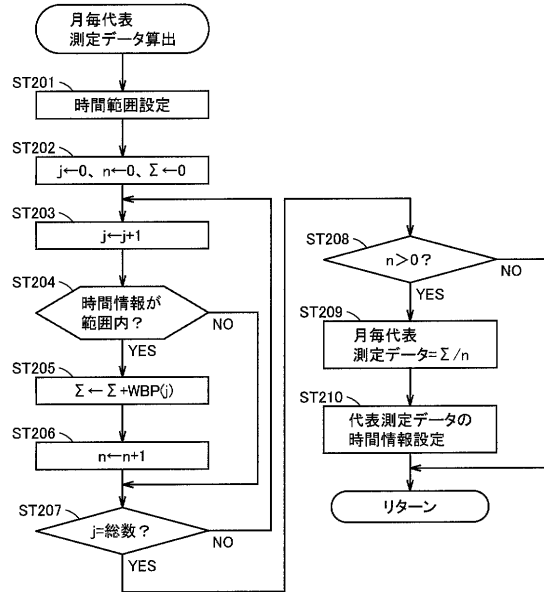 月毎代表
測定データ算出
ST201
時間範囲設定
ST202
j←0、n←0、Σ←0
ST203
j←j+1
ST204
時間情報が
範囲内？
NO
YES
ST205
Σ←Σ+WBP(j)
ST206
n←n+1
ST207
j=総数？
NO
YES
ST208
n＞0？
NO
YES
ST209
月毎代表
測定データ=Σ/n
ST210
代表測定データの
時間情報設定
リターン